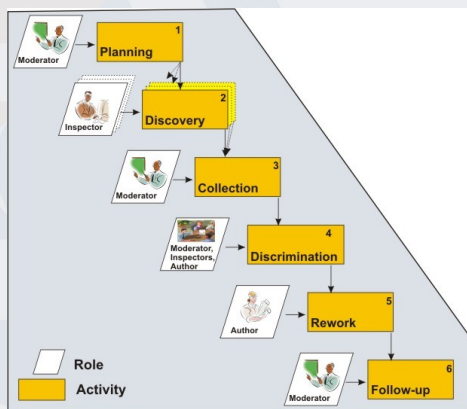 1
Planning
Moderator
2
Discovery
Inspector
3
Collection
Moderator
4
Discrimination
Moderator,
Inspectors,
Author
5
Rework
Author
6
Follow-up
Moderator
Role
Activity